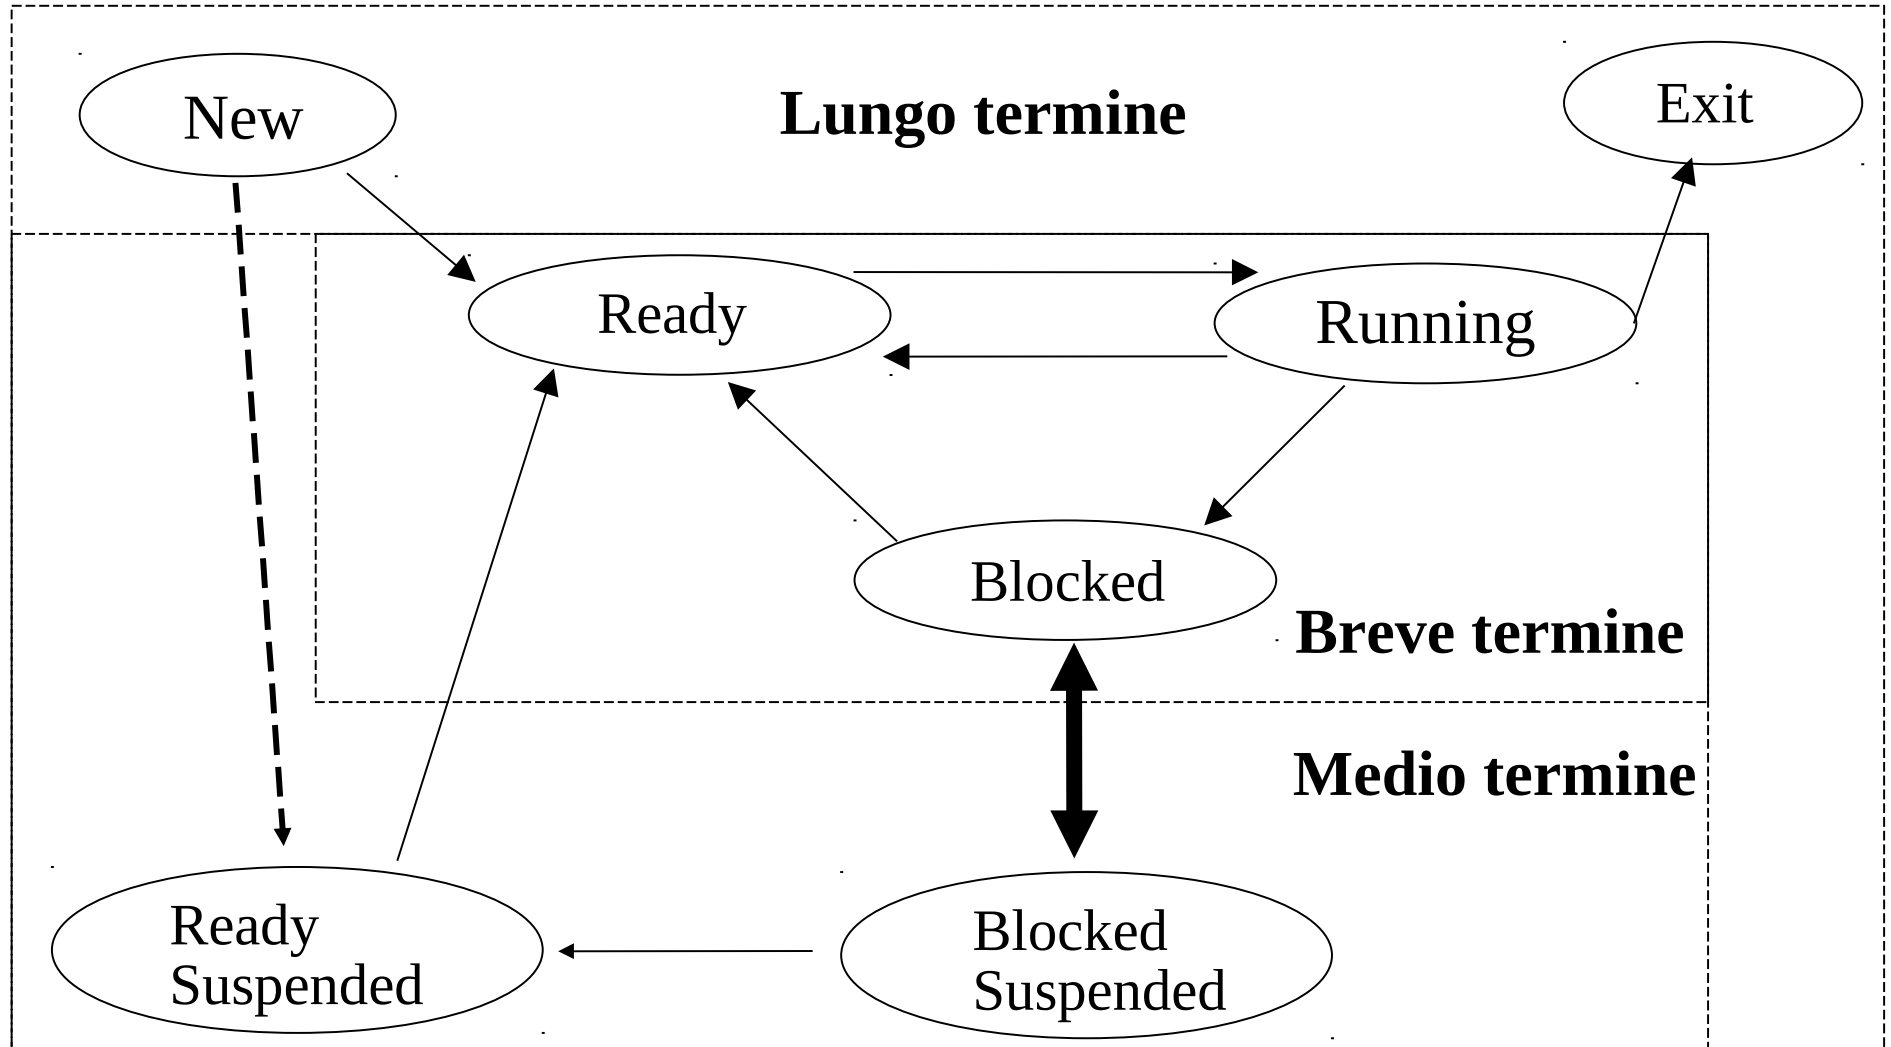 New
Lungo termine
Exit
Ready
Running
Blocked
Breve termine
Medio termine
Ready
Suspended
Blocked
Suspended